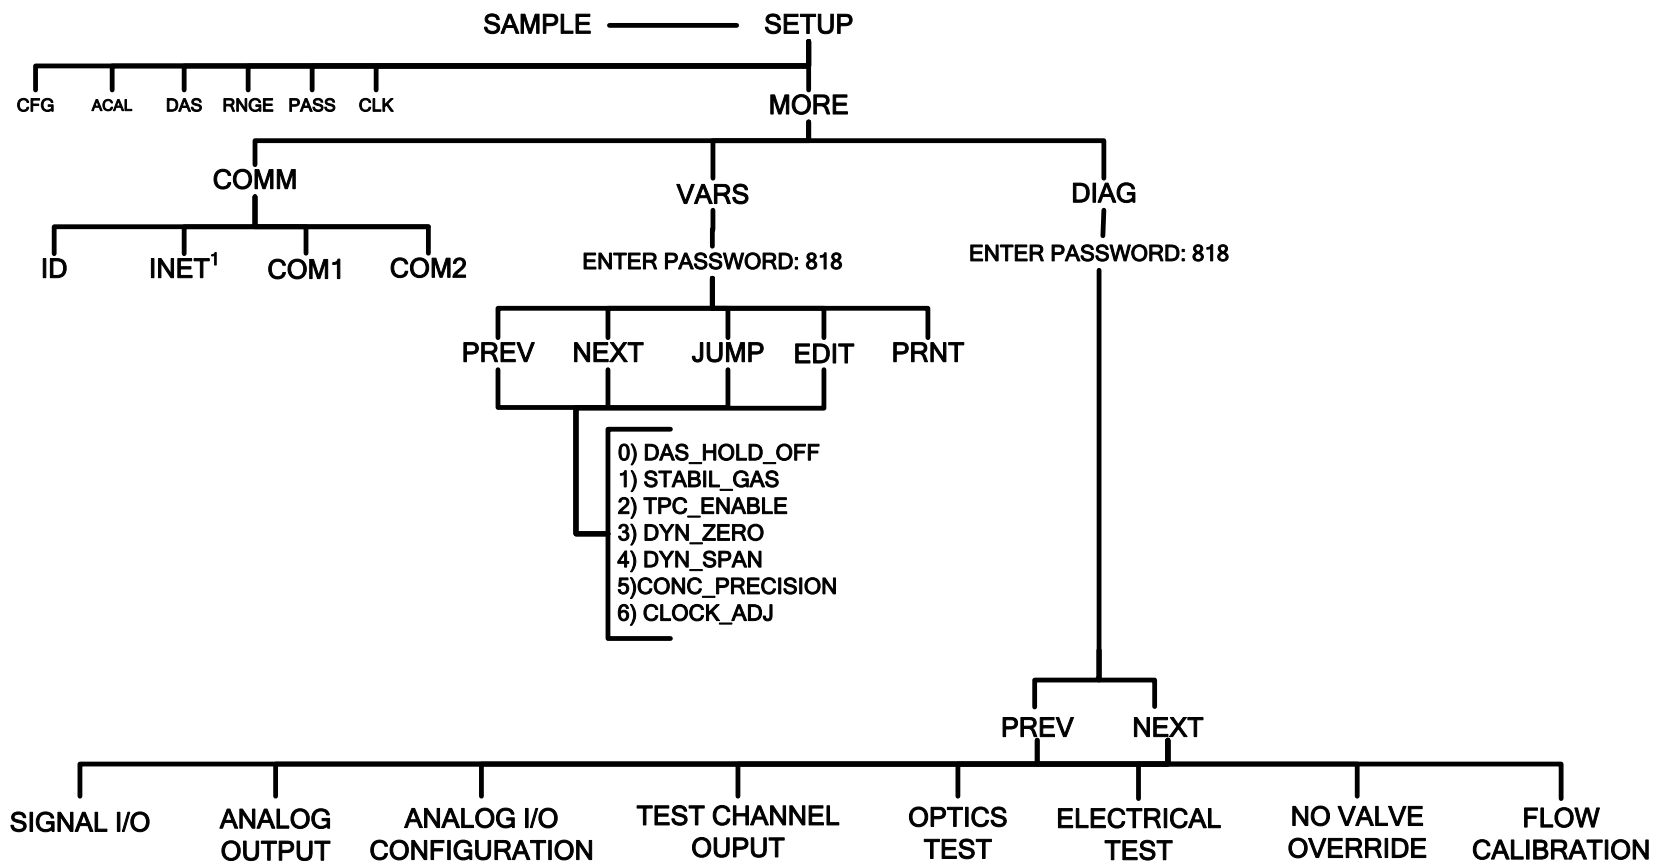 SAMPLE SETUP
CFG ACAL DAS RNGE PASS CLK
MORE
COMM VARS DIAG
ID INET¹ COM1 COM2
ENTER PASSWORD: 818
ENTER PASSWORD: 818
PREV NEXT JUMP EDIT PRNT
0) DAS_HOLD_OFF
1) STABIL_GAS
2) TPC_ENABLE
3) DYN_ZERO
4) DYN_SPAN
5)CONC_PRECISION
6) CLOCK_ADJ
PREV NEXT
SIGNAL I/O
ANALOG
OUTPUT
ANALOG I/O
CONFIGURATION
TEST CHANNEL
OUPUT
OPTICS
TEST
ELECTRICAL
TEST
NO VALVE
OVERRIDE
FLOW
CALIBRATION